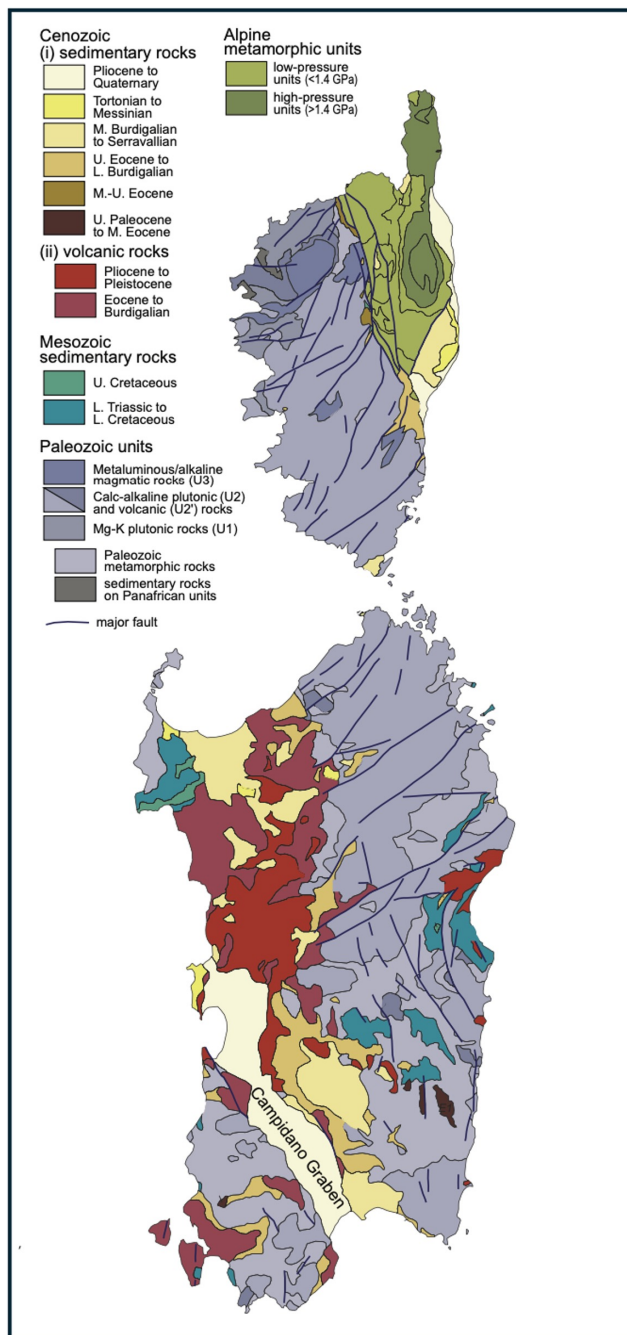 Cenozoic
(i) sedimentary rocks
Pliocene to
Quaternary
Tortonian to
Messinian
M. Burdigalian
to Serravallian
U. Eocene to
L. Burdigalian
M.-U. Eocene
U. Paleocene
to M. Eocene
(ii) volcanic rocks
Pliocene to
Pleistocene
Eocene to
Burdigalian
Mesozoic
sedimentary rocks
U. Cretaceous
L. Triassic to
L. Cretaceous
Paleozoic units
Metaluminous/alkaline
magmatic rocks (U3)
Calc-alkaline plutonic (U2)
and volcanic (U2') rocks
Mg-K plutonic rocks (U1)
Paleozoic
metamorphic rocks
sedimentary rocks
on Panafrican units
major fault
Alpine
metamorphic units
low-pressure
units (<1.4 GPa)
high-pressure
units (>1.4 GPa)
Campidano Graben